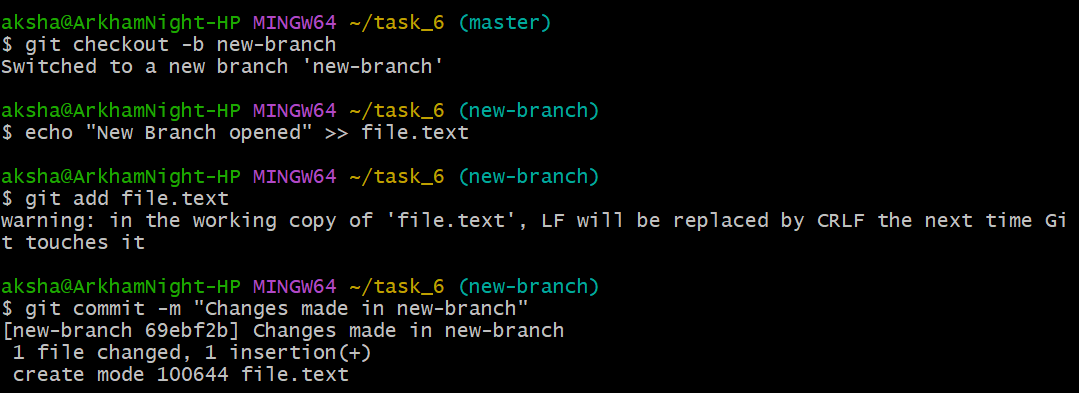 aksha@ArkhamNight-HP MINGW64 ~/task_6 (master)
$ git checkout -b new-branch
Switched to a new branch 'new-branch'
aksha@ArkhamNight-HP MINGW64 ~/task_6 (new-branch)
$ echo "New Branch opened" >> file.text
aksha@ArkhamNight-HP MINGW64 ~/task_6 (new-branch)
$ git add file.text
warning: in the working copy of 'file.text', LF will be replaced by CRLF the next time Gi
t touches it
aksha@ArkhamNight-HP MINGW64 ~/task_6 (new-branch)
$ git commit -m "Changes made in new-branch"
[new-branch 69ebf2b] Changes made in new-branch
 1 file changed, 1 insertion(+)
 create mode 100644 file.text